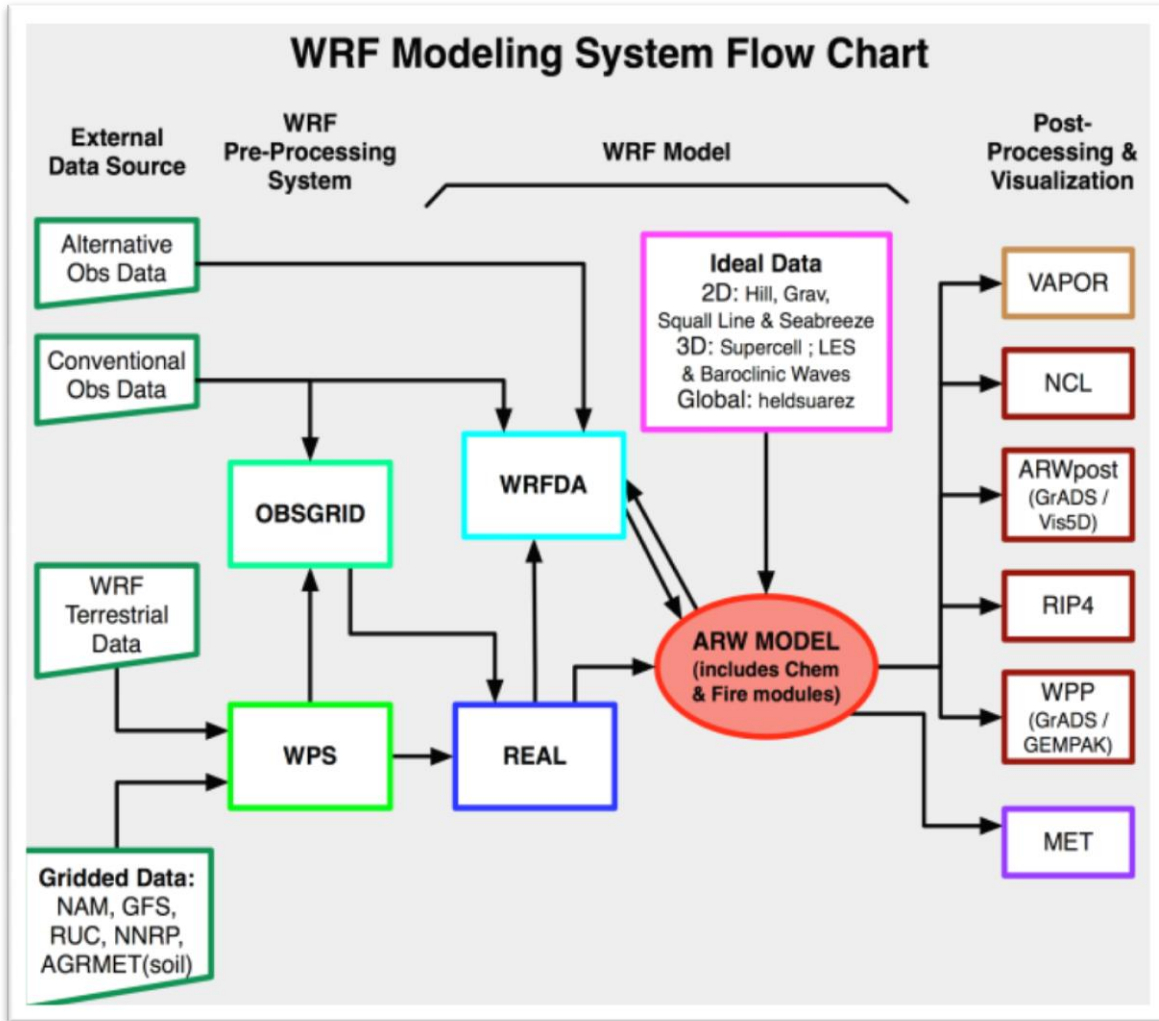 WRF Modeling System Flow Chart
External
Data Source
WRF
Pre-Processing
System
WRF Model
Post-
Processing &
Visualization
Alternative
Obs Data
Conventional
Obs Data
WRF
Terrestrial
Data
Gridded Data:
NAM, GFS,
RUC, NNRP,
AGRMET(soil)
OBSGRID
WPS
WRFDA
REAL
Ideal Data
2D: Hill, Grav,
Squall Line & Seabreeze
3D: Supercell ; LES
& Baroclinic Waves
Global: heldsuarez
ARW MODEL
(includes Chem
& Fire modules)
VAPOR
NCL
ARWpost
(GrADS /
Vis5D)
RIP4
WPP
(GrADS /
GEMPAK)
MET